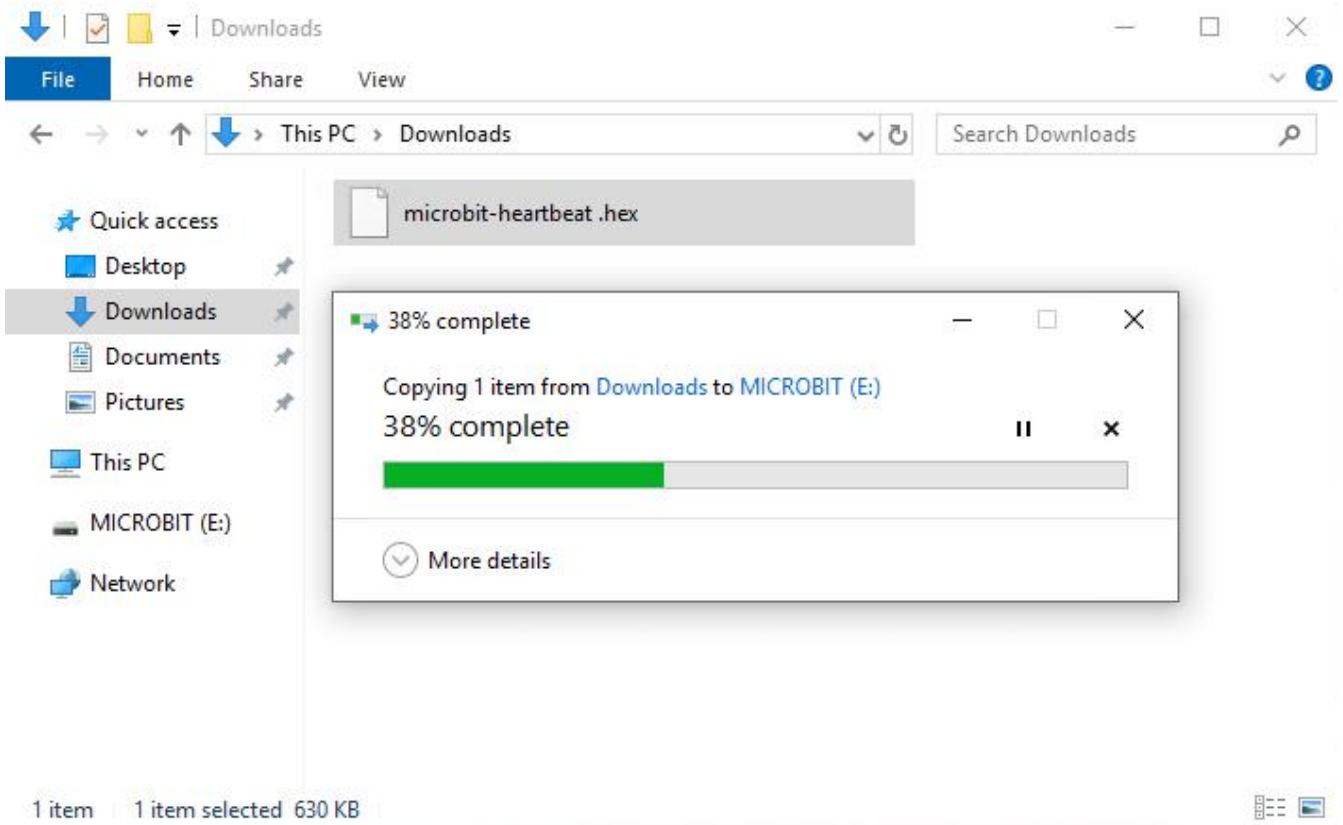 Downloads
File Home Share View
This PC > Downloads Search Downloads
Quick access
microbit-heartbeat .hex
Desktop
Downloads
Documents
Pictures
This PC
MICROBIT (E:)
Network
38% complete
Copying 1 item from Downloads to MICROBIT (E:)
38% complete
More details
1 item 1 item selected 630 KB